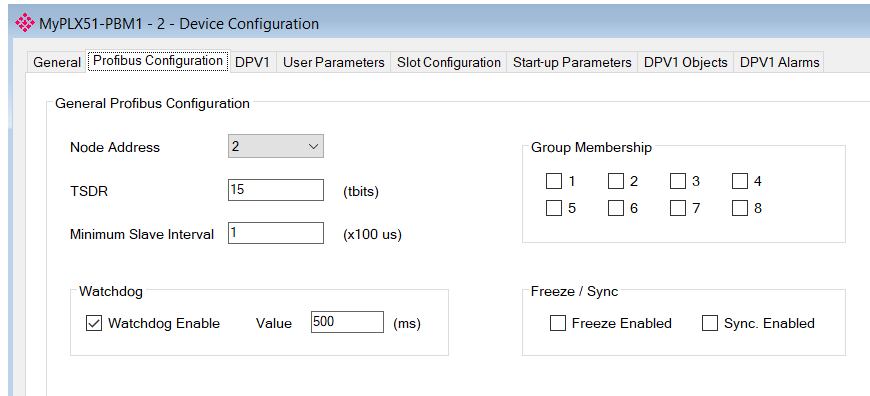 MyPLX51-PBM1 - 2 - Device Configuration
General Profibus Configuration DPV1 User Parameters Slot Configuration Start-up Parameters DPV1 Objects DPV1 Alarms
General Profibus Configuration
Node Address 2
TSDR 15 (tbits)
Minimum Slave Interval 1 (x100 us)
Group Membership
1 2 3 4
5 6 7 8
Watchdog
Watchdog Enable Value 500 (ms)
Freeze / Sync
Freeze Enabled Sync. Enabled